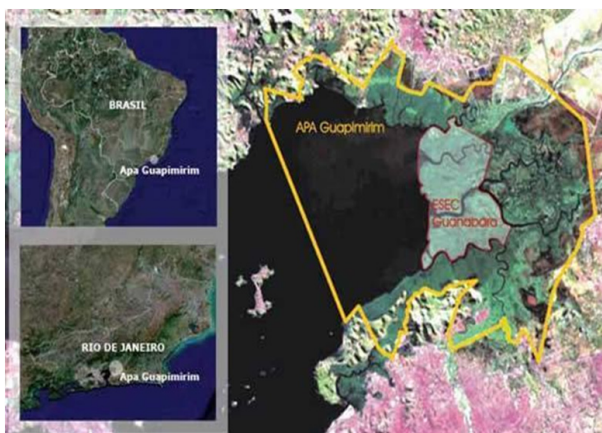 BRASIL
Apa Guapimirim
RIO DE JANEIRO
Apa Guapimirim
APA Guapimirim
ESEC
Guanabara